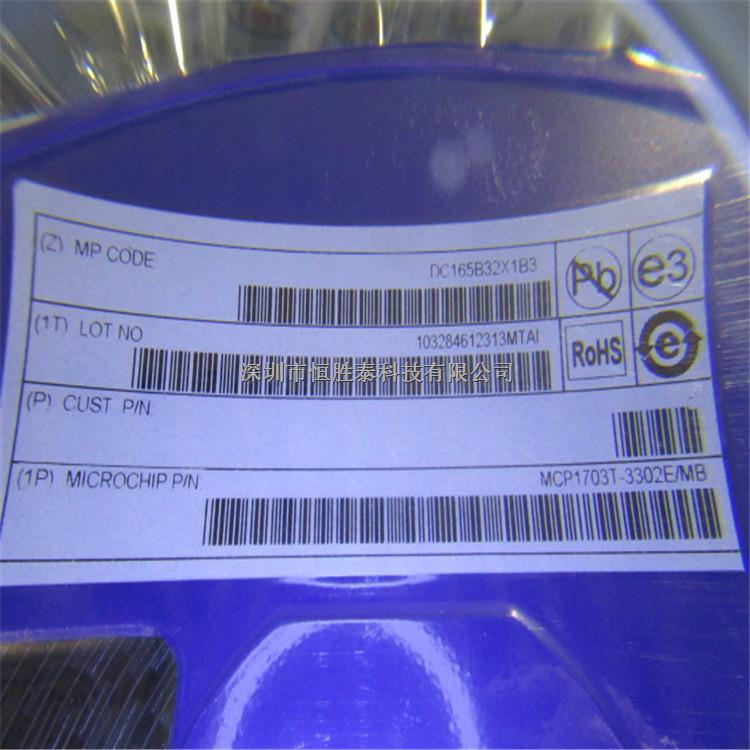 (Z) MP CODE
DC165B32X1B3
Pb
e3
(1T) LOT NO
103284612313MTAI
RoHS
e
深圳市恒胜泰科技有限公司
(P) CUST P/N:
(1P) MICROCHIP P/N
MCP1703T-3302E/MB